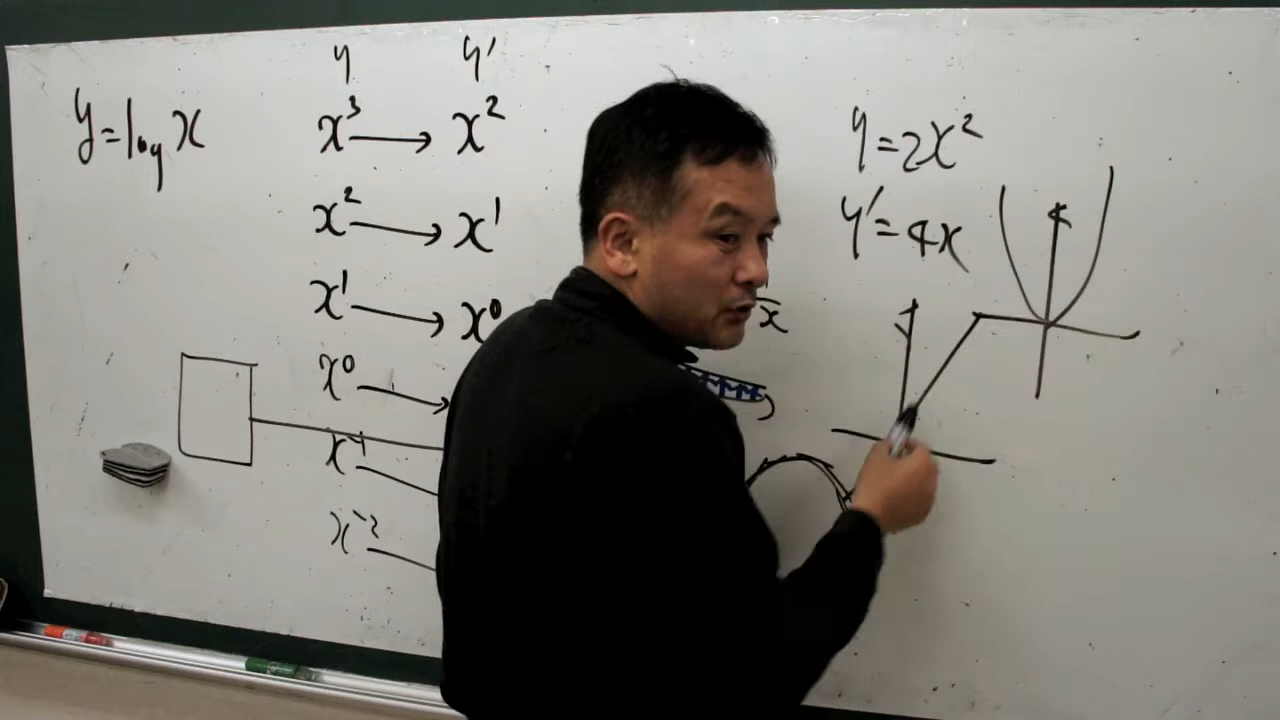 y=log x
y y'
x³ → x²
x² → x¹
x¹ → x⁰
x⁰ →
x⁻¹
x⁻²
y=2x²
y'=4x
x